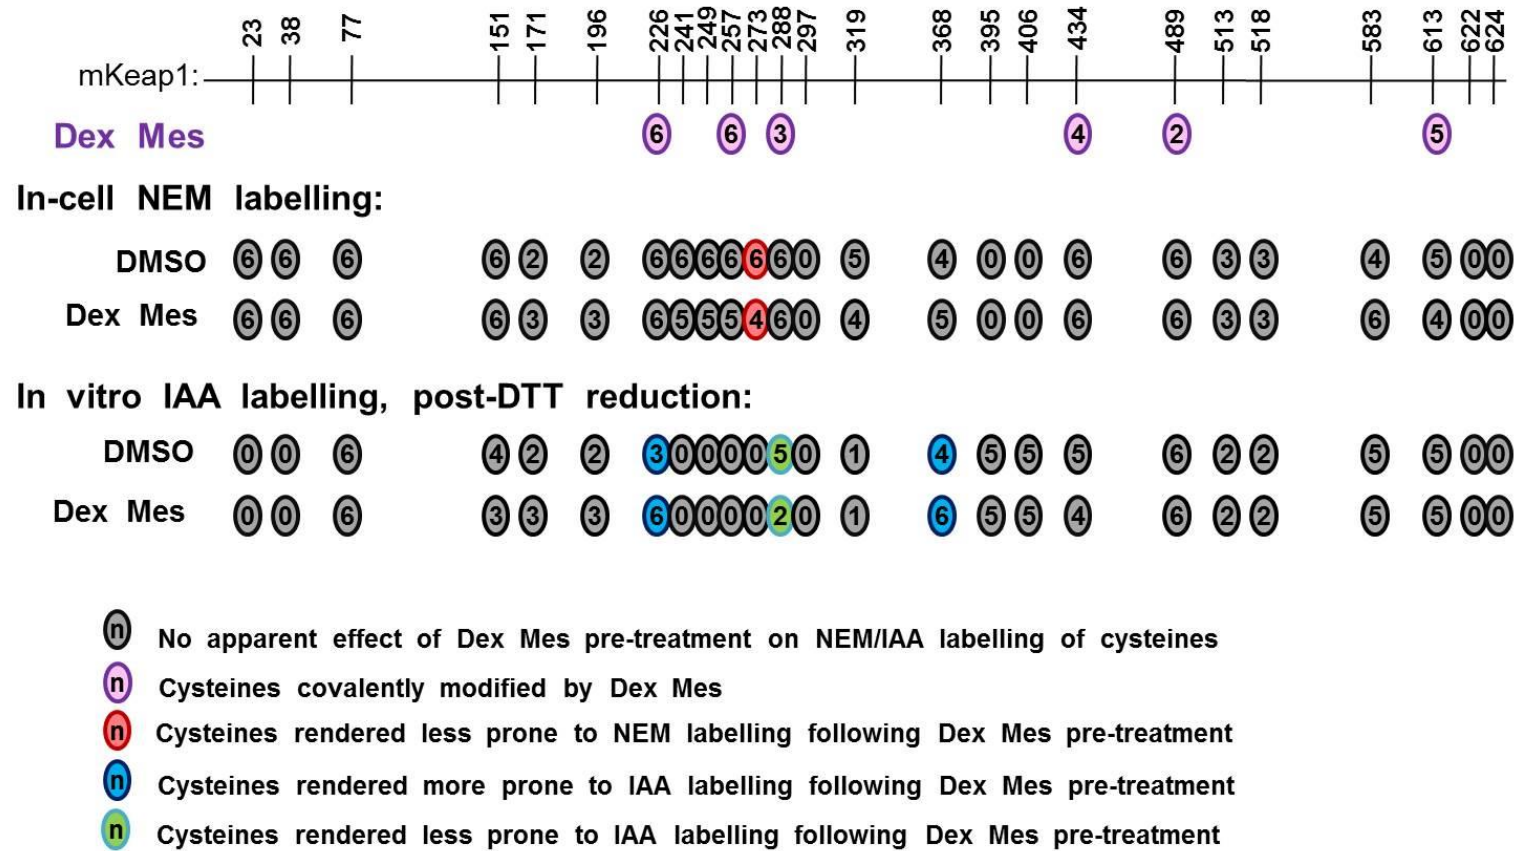 23 38 77 151 171 196 226 241 249 257 273 288 297 319 368 395 406 434 489 513 518 583 613 622 624
mKeap1:
Dex Mes 6 6 3 4 2 5
In-cell NEM labelling:
DMSO 6 6 6 6 2 2 6 6 6 6 6 6 0 5 4 0 0 6 6 3 3 4 5 0 0
Dex Mes 6 6 6 6 3 3 6 5 5 5 4 6 0 4 5 0 0 6 6 3 3 6 4 0 0
In vitro IAA labelling, post-DTT reduction:
DMSO 0 0 6 4 2 2 3 0 0 0 0 5 0 1 4 5 5 5 6 2 2 5 5 0 0
Dex Mes 0 0 6 3 3 3 6 0 0 0 0 2 0 1 6 5 5 4 6 2 2 5 5 0 0
n No apparent effect of Dex Mes pre-treatment on NEM/IAA labelling of cysteines
n Cysteines covalently modified by Dex Mes
n Cysteines rendered less prone to NEM labelling following Dex Mes pre-treatment
n Cysteines rendered more prone to IAA labelling following Dex Mes pre-treatment
n Cysteines rendered less prone to IAA labelling following Dex Mes pre-treatment